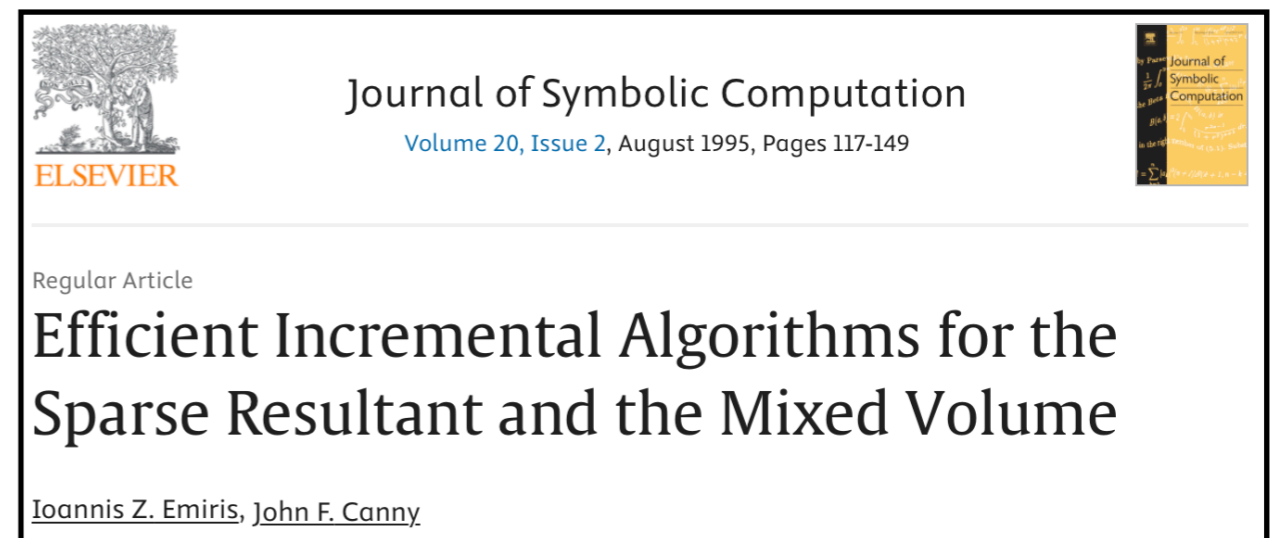 Journal of Symbolic Computation
Volume 20, Issue 2, August 1995, Pages 117-149
ELSEVIER
Journal of
Symbolic
Computation
Regular Article
Efficient Incremental Algorithms for the
Sparse Resultant and the Mixed Volume
Ioannis Z. Emiris, John F. Canny